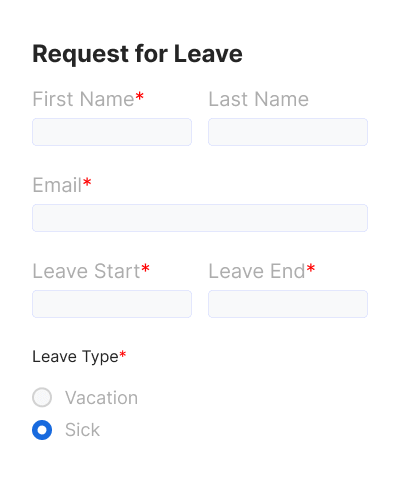 Request for Leave
First Name* Last Name
Email*
Leave Start* Leave End*
Leave Type*
Vacation
Sick